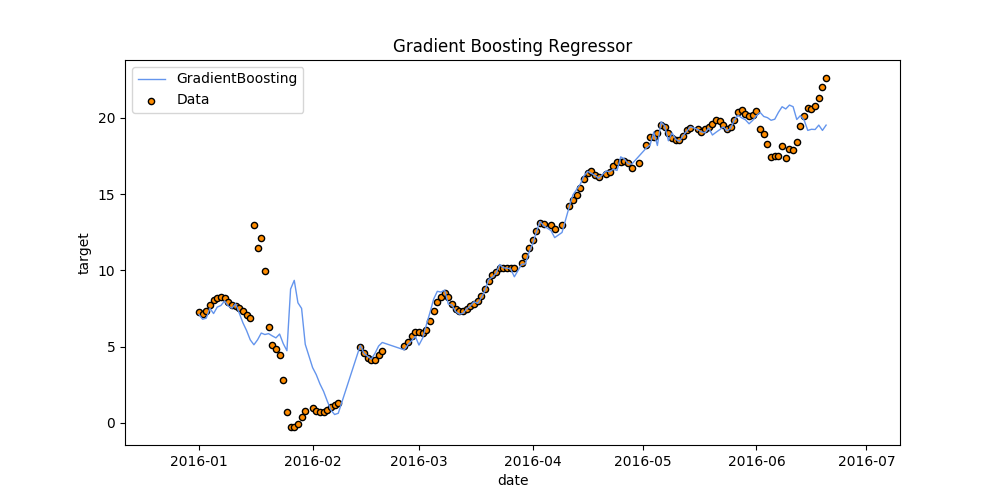 Gradient Boosting Regressor
GradientBoosting
Data
target
20
15
10
5
0
2016-01 2016-02 2016-03 2016-04 2016-05 2016-06 2016-07
date